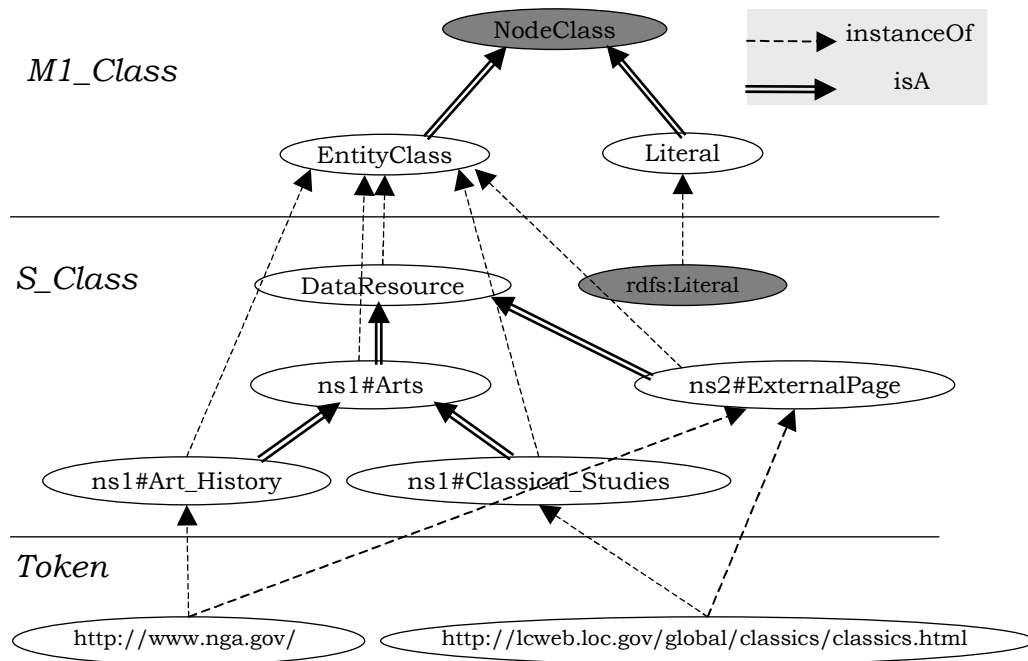 NodeClass
instanceOf
isA
M1_Class
EntityClass
Literal
S_Class
DataResource
rdfs:Literal
ns1#Arts
ns2#ExternalPage
ns1#Art_History
ns1#Classical_Studies
Token
http://www.nga.gov/
http://lcweb.loc.gov/global/classics/classics.html